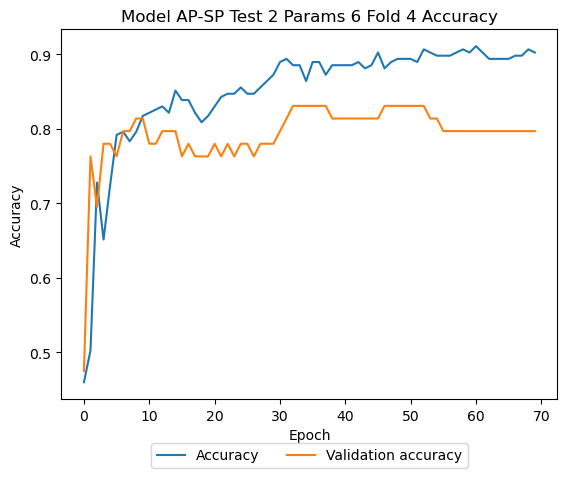 Model AP-SP Test 2 Params 6 Fold 4 Accuracy
0.9
0.8
0.7
0.6
0.5
Accuracy
0 10 20 30 40 50 60 70
Epoch
Accuracy Validation accuracy